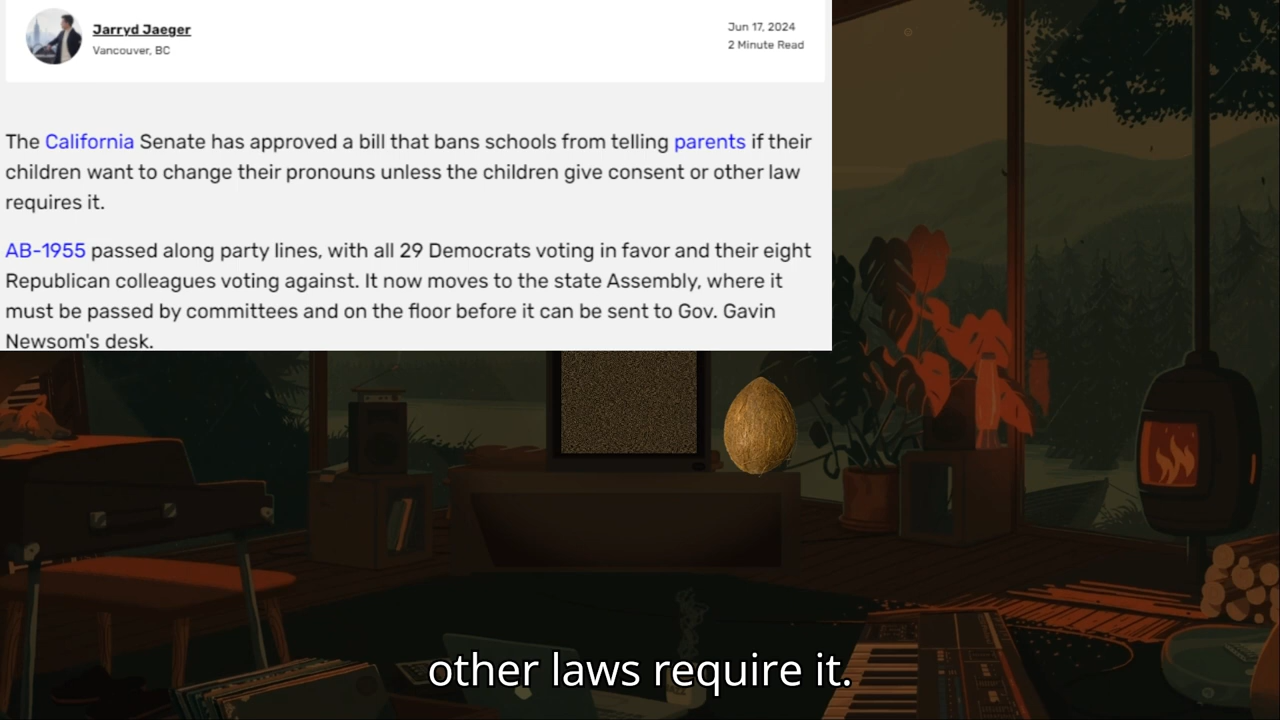 Jarryd Jaeger
Vancouver, BC
Jun 17, 2024
2 Minute Read
The California Senate has approved a bill that bans schools from telling parents if their
children want to change their pronouns unless the children give consent or other law
requires it.
AB-1955 passed along party lines, with all 29 Democrats voting in favor and their eight
Republican colleagues voting against. It now moves to the state Assembly, where it
must be passed by committees and on the floor before it can be sent to Gov. Gavin
Newsom's desk.
other laws require it.